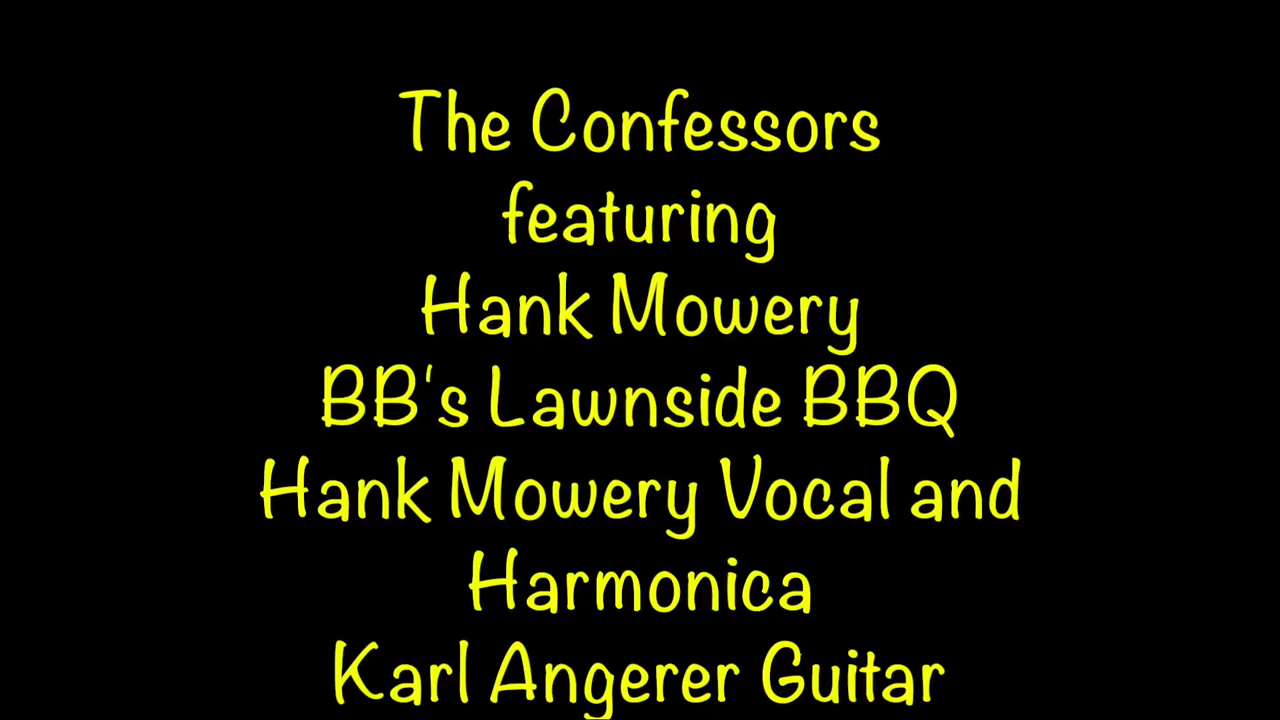 The Confessors
featuring
Hank Mowery
BB's Lawnside BBQ
Hank Mowery Vocal and
Harmonica
Karl Angerer Guitar